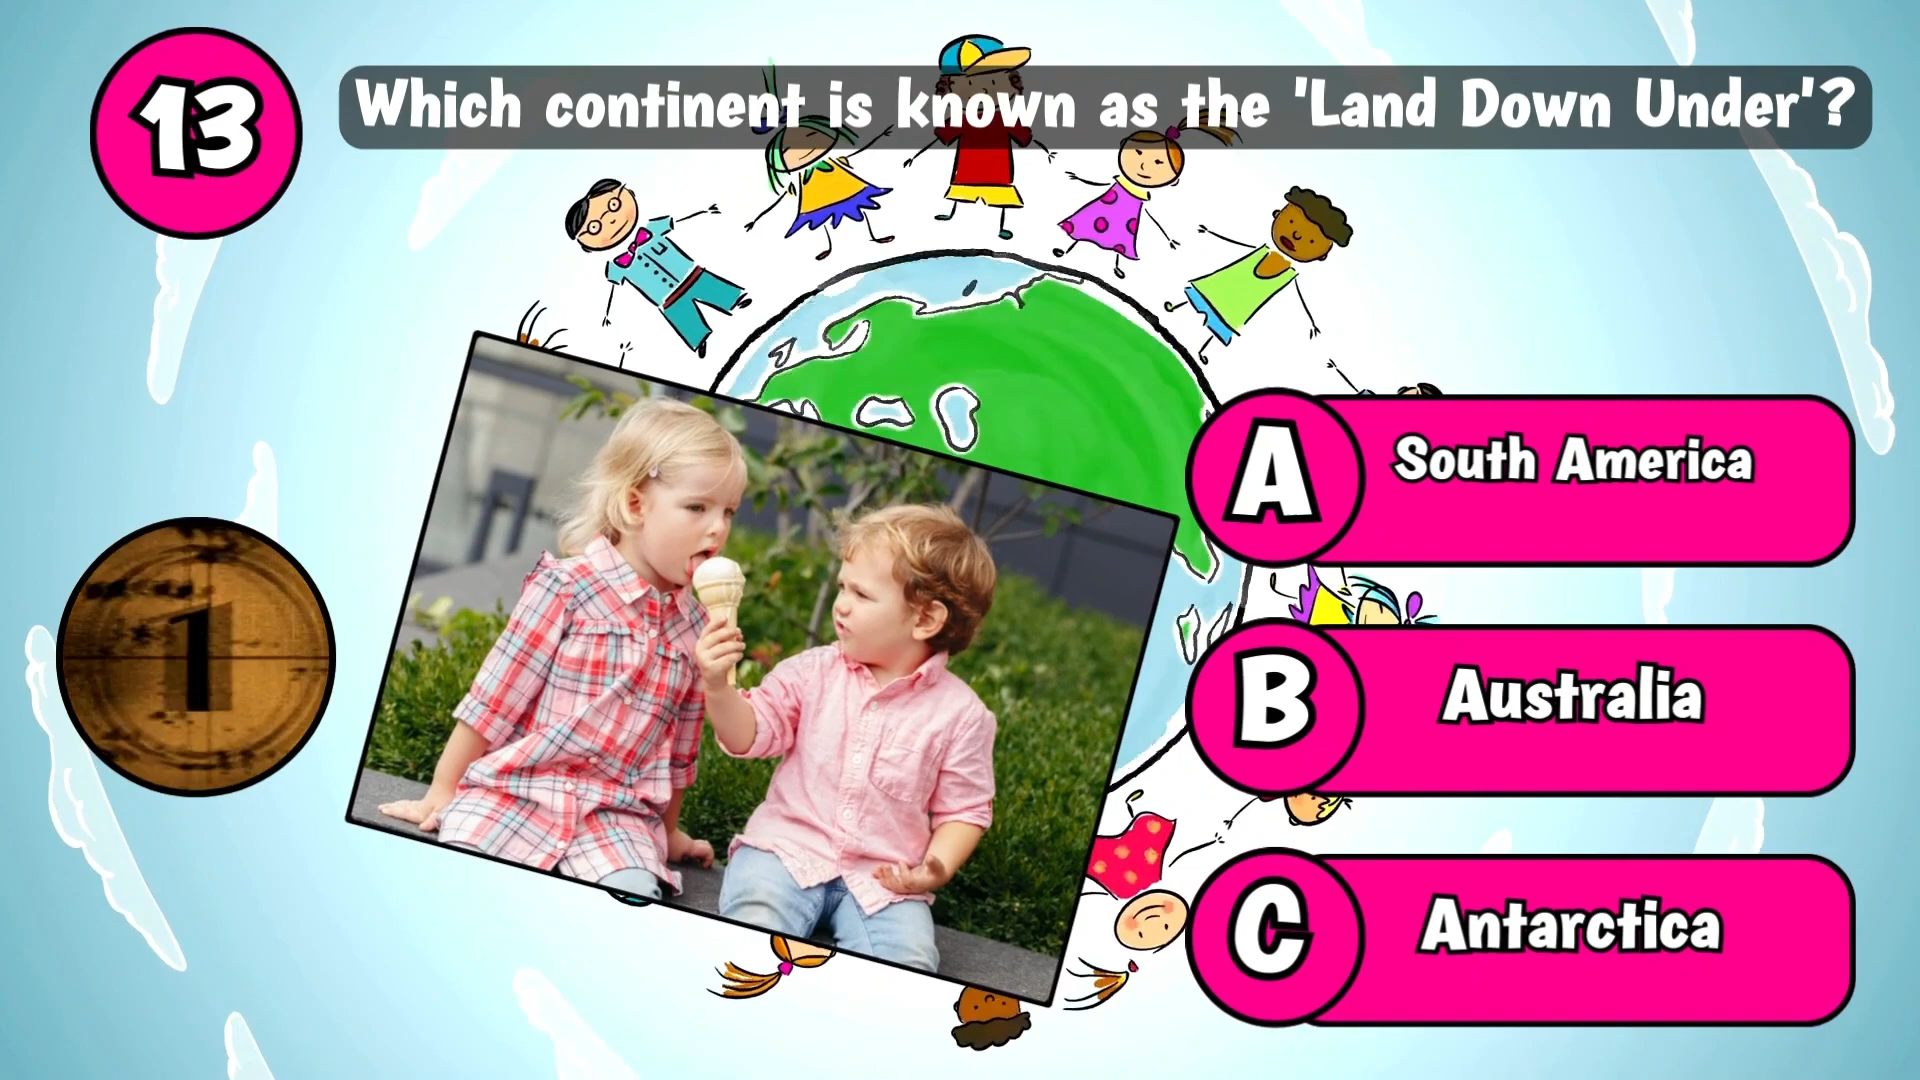 13
Which continent is known as the 'Land Down Under'?
A South America
1
B Australia
C Antarctica